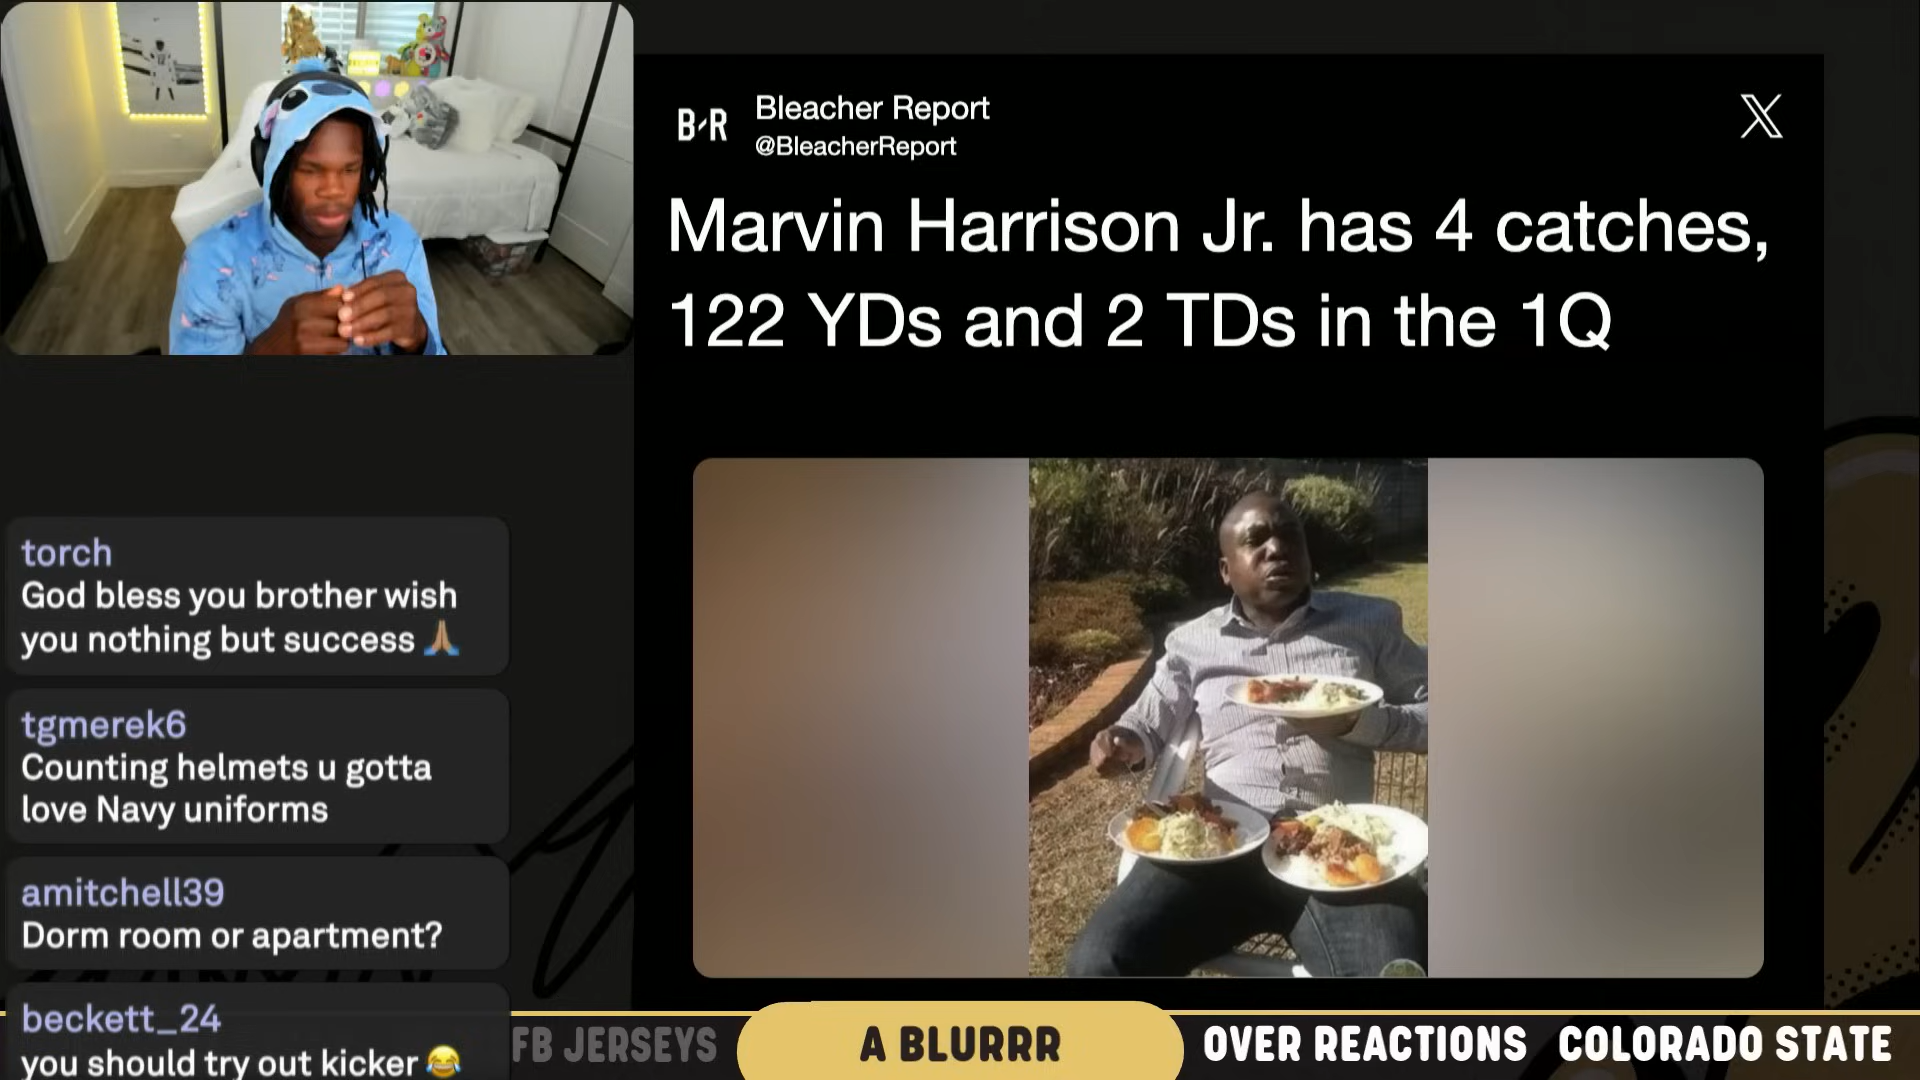 B/R
Bleacher Report
@BleacherReport
X
Marvin Harrison Jr. has 4 catches,
122 YDs and 2 TDs in the 1Q
torch
God bless you brother wish
you nothing but success 🙏🏽
tgmerek6
Counting helmets u gotta
love Navy uniforms
amitchell39
Dorm room or apartment?
beckett_24
you should try out kicker 😂
FB JERSEYS
A BLURRR
OVER REACTIONS
COLORADO STATE